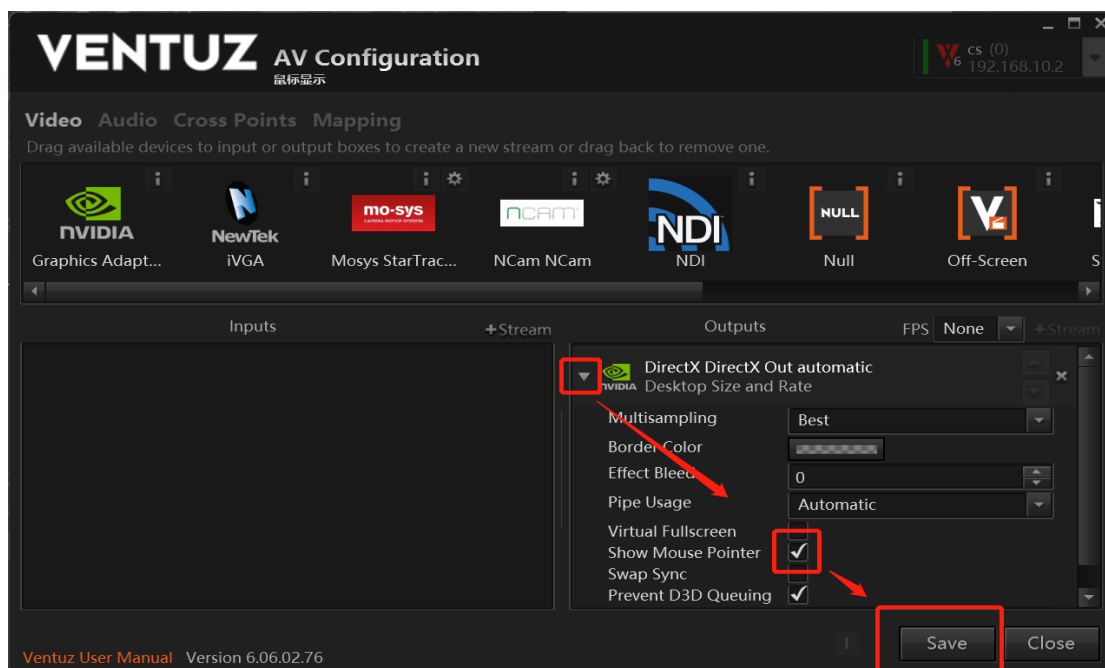 VENTUZ AV Configuration
鼠标显示
cs (0)
6 192.168.10.2
Video Audio Cross Points Mapping
Drag available devices to input or output boxes to create a new stream or drag back to remove one.
NVIDIA NewTek mo-sys CAMERA MOTION SYSTEMS ncam NDI NULL
Graphics Adapt... iVGA Mosys StarTrac... NCam NCam NDI Null Off-Screen S
Inputs +Stream Outputs FPS None +Stream
DirectX DirectX Out automatic
NVIDIA Desktop Size and Rate
Multisampling Best
Border Color
Effect Bleed 0
Pipe Usage Automatic
Virtual Fullscreen
Show Mouse Pointer
Swap Sync
Prevent D3D Queuing
! Save Close
Ventuz User Manual Version 6.06.02.76